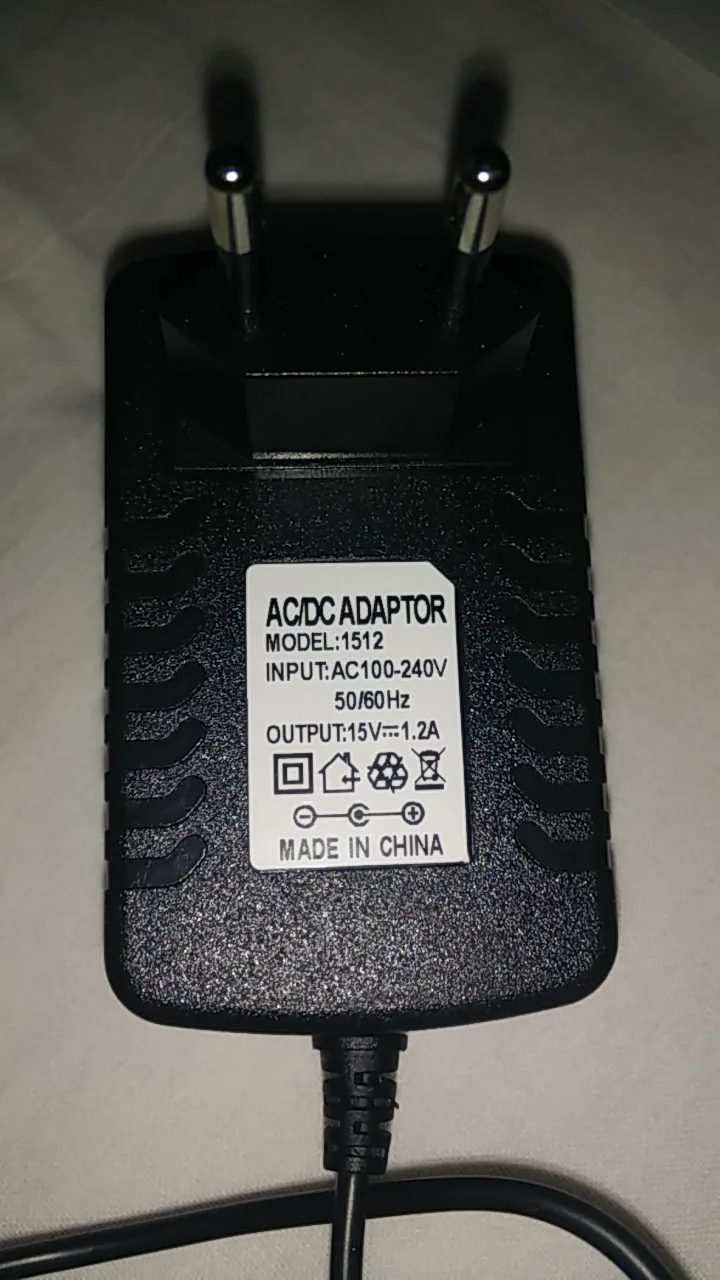 AC/DC ADAPTOR
MODEL:1512
INPUT:AC100-240V
50/60Hz
OUTPUT:15V⎓1.2A
MADE IN CHINA